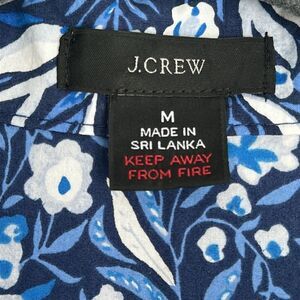 J.CREW
M
MADE IN
SRI LANKA
KEEP AWAY
FROM FIRE